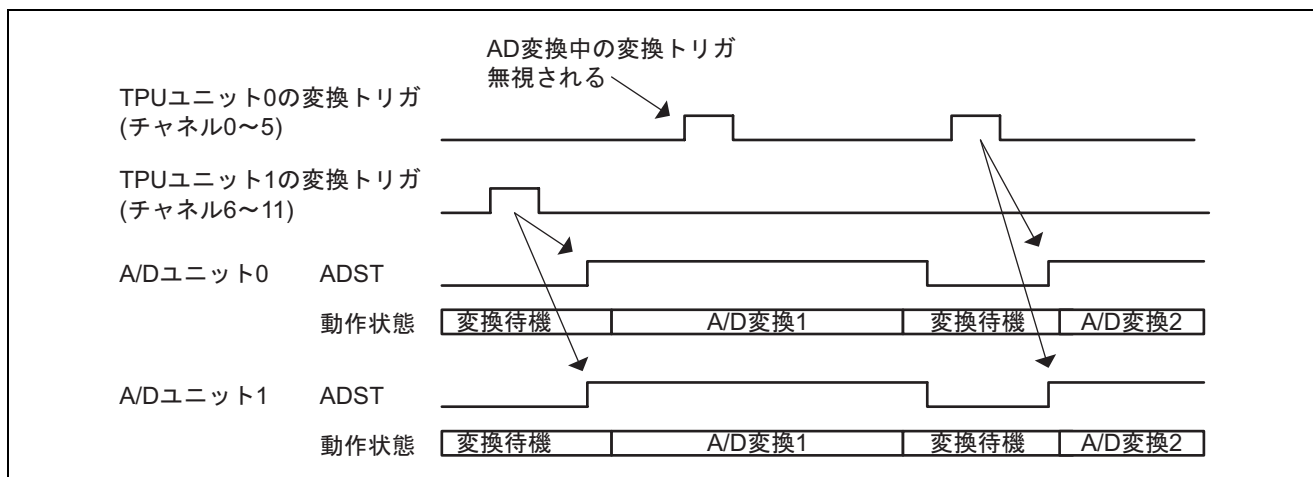 AD変換中の変換トリガ
無視される
TPUユニット0の変換トリガ
(チャネル0～5)
TPUユニット1の変換トリガ
(チャネル6～11)
A/Dユニット0 ADST
動作状態 変換待機 A/D変換1 変換待機 A/D変換2
A/Dユニット1 ADST
動作状態 変換待機 A/D変換1 変換待機 A/D変換2